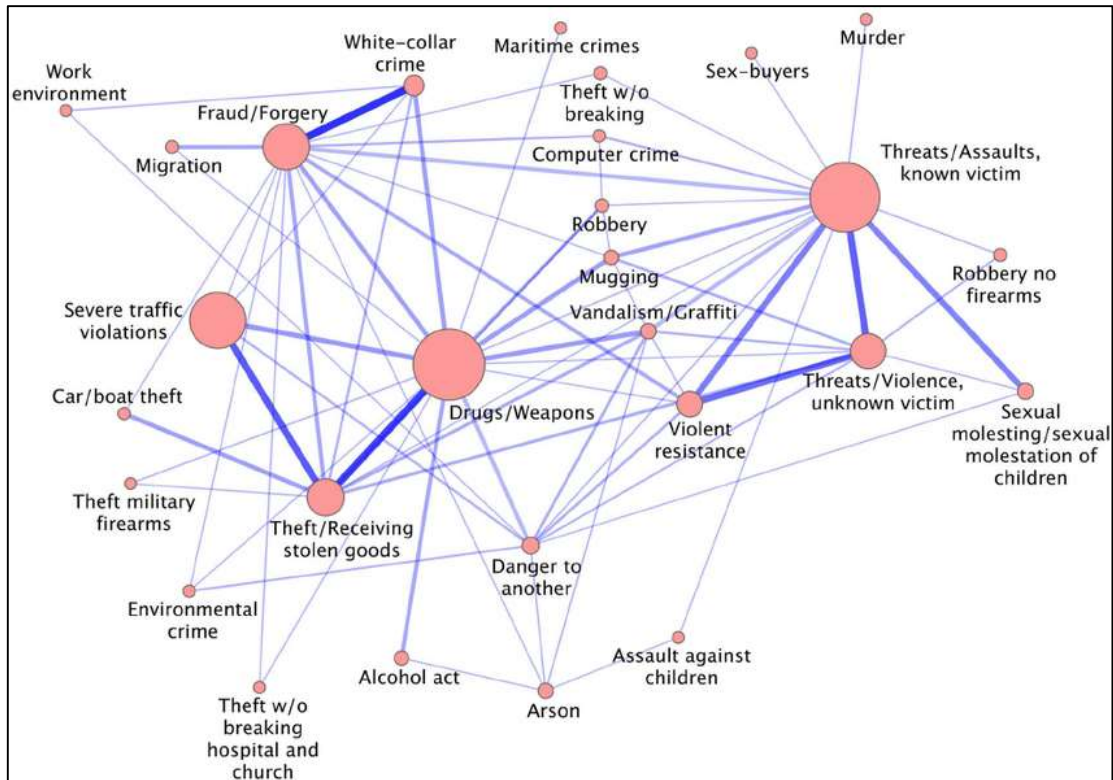 White-collar
crime
Maritime crimes
Murder
Sex-buyers
Work
environment
Theft w/o
breaking
Fraud/Forgery
Migration
Computer crime
Threats/Assaults,
known victim
Robbery
Mugging
Robbery no
firearms
Severe traffic
violations
Vandalism/Graffiti
Car/boat theft
Drugs/Weapons
Threats/Violence,
unknown victim
Violent
resistance
Sexual
molesting/sexual
molestation of
children
Theft military
firearms
Theft/Receiving
stolen goods
Danger to
another
Environmental
crime
Alcohol act
Assault against
children
Theft w/o
breaking
hospital and
church
Arson